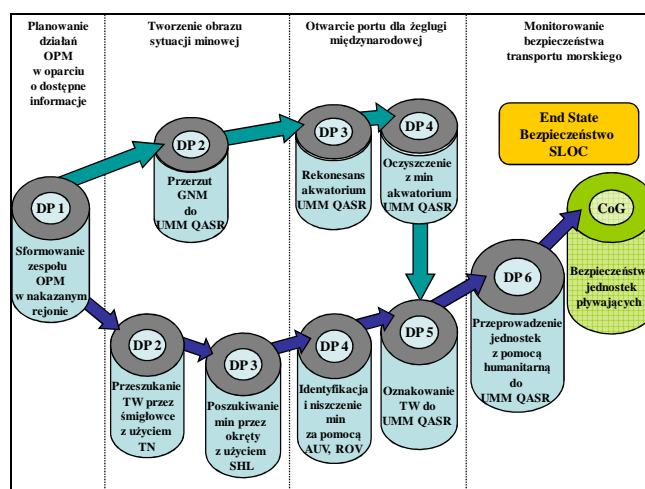 Planowanie
działań
OPM
w oparciu
o dostępne
informacje
Tworzenie obrazu
sytuacji minowej
Otwarcie portu dla żeglugi
międzynarodowej
Monitorowanie
bezpieczeństwa
transportu morskiego
End State
Bezpieczeństwo
SLOC
DP 1
Sformowanie
zespołu
OPM
w nakazanym
rejonie
DP 2
Przerzut
GNM
do
UMM QASR
DP 3
Rekonesans
akwatorium
UMM QASR
DP 4
Oczyszczenie
z min
akwatorium
UMM QASR
DP 2
Przeszukanie
TW przez
śmigłowce
z użyciem
TN
DP 3
Poszukiwanie
min przez
okręty
z użyciem
SHL
DP 4
Identyfikacja
i niszczenie
min
za pomocą
AUV, ROV
DP 5
Oznakowanie
TW do
UMM QASR
DP 6
Przeprowadzenie
jednostek
z pomocą
humanitarną
do
UMM QASR
CoG
Bezpieczeństw
jednostek
pływających